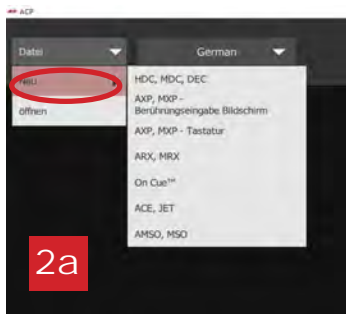 ACP
Datei German
Neu HDC, MDC, DEC
öffnen AXP, MXP -
Berührungseingabe Bildschirm
AXP, MXP - Tastatur
ARX, MRX
On Cue™
ACE, JET
AMSO, MSO
2a